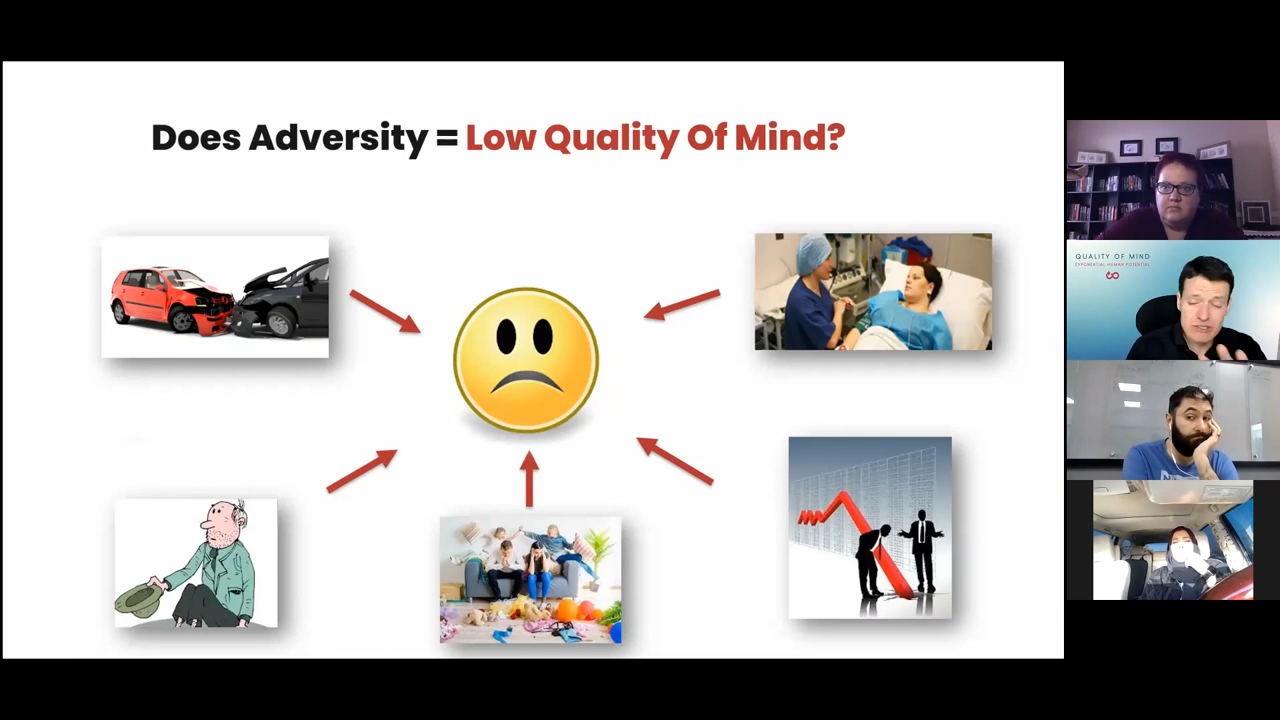 Does Adversity = Low Quality Of Mind?
QUALITY OF MIND
EXPONENTIAL HUMAN POTENTIAL